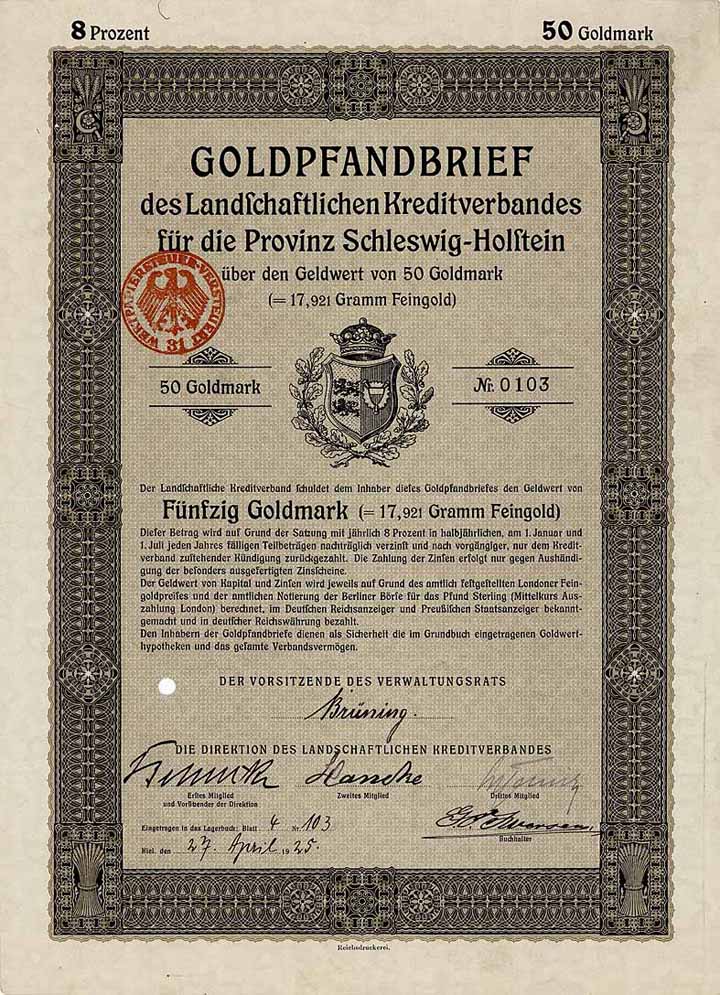 8 Prozent 50 Goldmark
GOLDPFANDBRIEF
des Landſchaftlichen Kreditverbandes
für die Provinz Schleswig-Holſtein
über den Geldwert von 50 Goldmark
(= 17,921 Gramm Feingold)
WERTPAPIERSTEUER·VERSTEUERT
31
50 Goldmark
Nr. 0103
Der Landſchaftliche Kreditverband ſchuldet dem Inhaber dieſes Goldpfandbriefes den Geldwert von
Fünfzig Goldmark (= 17,921 Gramm Feingold)
Dieſer Betrag wird auf Grund der Satzung mit jährlich 8 Prozent in halbjährlichen, am 1. Januar und
1. Juli jeden Jahres fälligen Teilbeträgen nachträglich verzinſt und nach vorgängiger, nur dem Kredit-
verband zuſtehender Kündigung zurückgezahlt. Die Zahlung der Zinſen erfolgt nur gegen Aushändi-
gung der beſonders ausgefertigten Zinsſcheine.
Der Geldwert von Kapital und Zinſen wird jeweils auf Grund des amtlich feſtgeſtellten Londoner Fein-
goldpreiſes und der amtlichen Notierung der Berliner Börſe für das Pfund Sterling (Mittelkurs Aus-
zahlung London) berechnet, im Deutſchen Reichsanzeiger und Preußiſchen Staatsanzeiger bekannt-
gemacht und in deutſcher Reichswährung bezahlt.
Den Inhabern der Goldpfandbriefe dienen als Sicherheit die im Grundbuch eingetragenen Goldwert-
hypotheken und das geſamte Verbandsvermögen.
DER VORSITZENDE DES VERWALTUNGSRATS
Brüning.
DIE DIREKTION DES LANDSCHAFTLICHEN KREDITVERBANDES
Erſtes Mitglied
und Vorſitzender der Direktion
Zweites Mitglied
Drittes Mitglied
Eingetragen in das Lagerbuch: Blatt 4 Nr. 103
Buchhalter
Kiel, den 27. April 1925.
Reichsdruckerei.